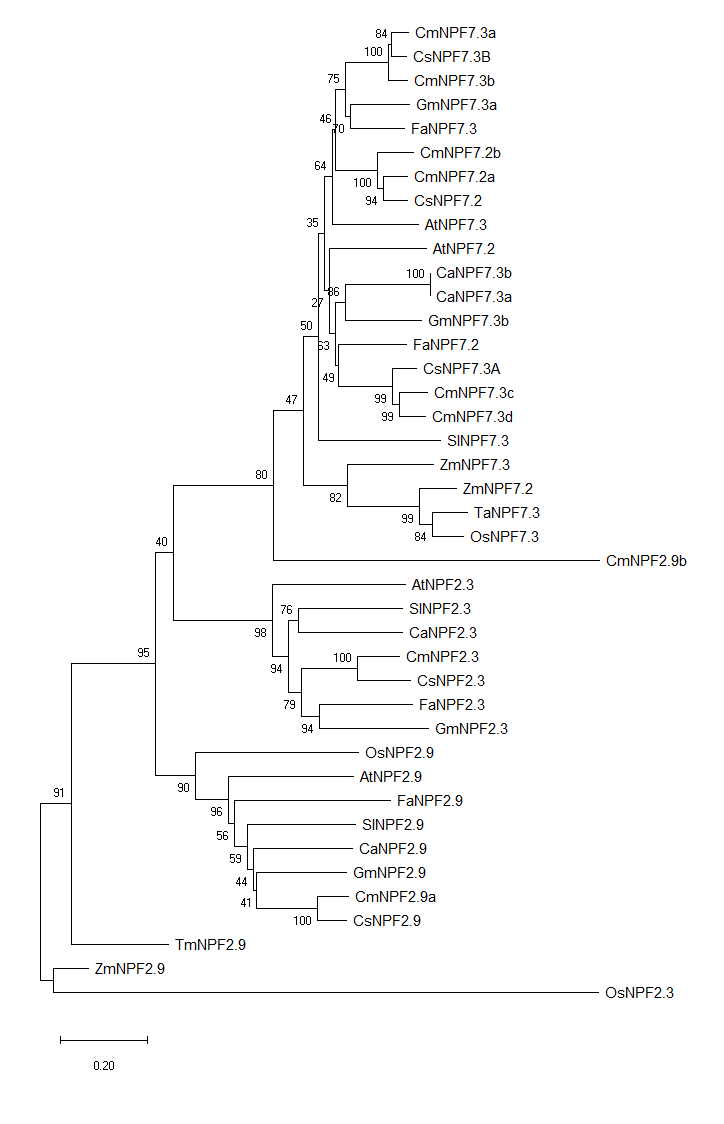 84
CmNPF7.3a
100
CsNPF7.3B
75
CmNPF7.3b
GmNPF7.3a
46
70
FaNPF7.3
CmNPF7.2b
64
100
CmNPF7.2a
94
CsNPF7.2
35
AtNPF7.3
AtNPF7.2
100
CaNPF7.3b
86
CaNPF7.3a
27
GmNPF7.3b
50
63
FaNPF7.2
49
CsNPF7.3A
99
CmNPF7.3c
47
99
CmNPF7.3d
SlNPF7.3
80
ZmNPF7.3
82
ZmNPF7.2
99
TaNPF7.3
84
OsNPF7.3
40
CmNPF2.9b
AtNPF2.3
76
SlNPF2.3
98
CaNPF2.3
95
100
CmNPF2.3
94
CsNPF2.3
79
FaNPF2.3
94
GmNPF2.3
OsNPF2.9
90
AtNPF2.9
91
96
FaNPF2.9
56
SlNPF2.9
59
CaNPF2.9
44
GmNPF2.9
41
CmNPF2.9a
100
CsNPF2.9
TmNPF2.9
ZmNPF2.9
OsNPF2.3
0.20